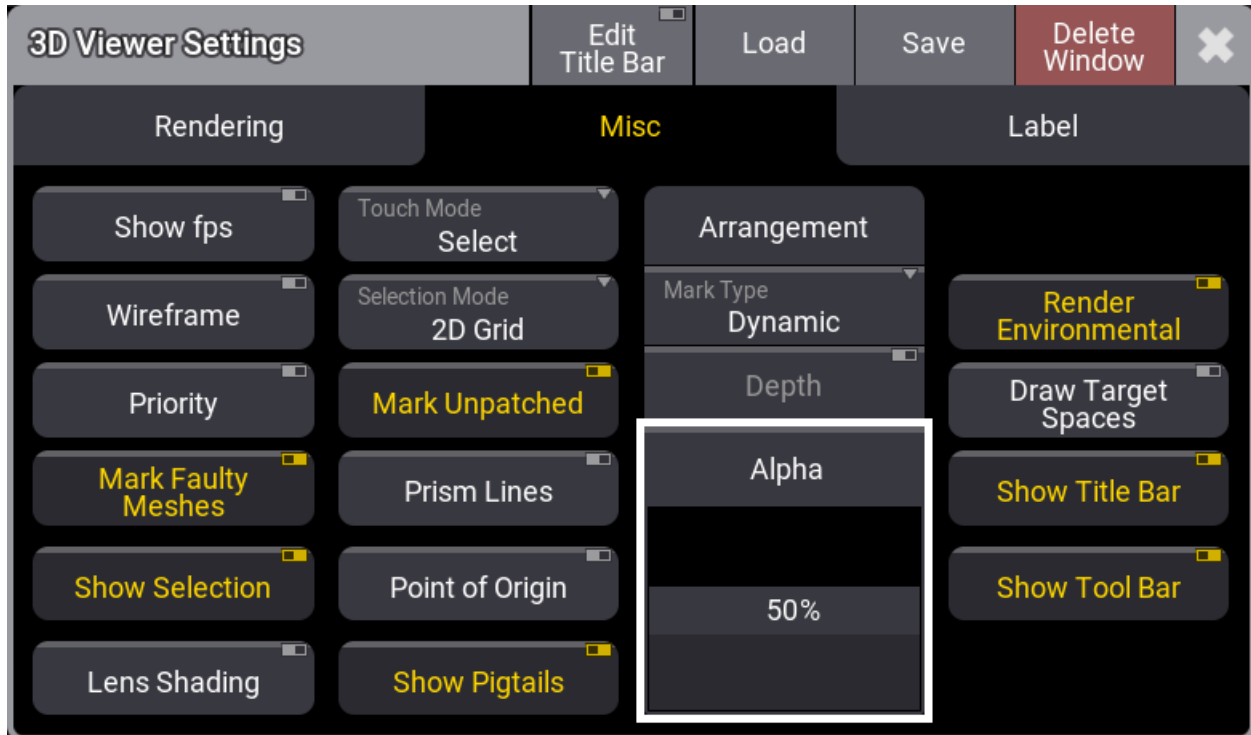 3D Viewer Settings
Edit
Title Bar
Load
Save
Delete
Window
Rendering
Misc
Label
Show fps
Touch Mode
Select
Arrangement
Wireframe
Selection Mode
2D Grid
Mark Type
Dynamic
Render
Environmental
Priority
Mark Unpatched
Depth
Draw Target
Spaces
Mark Faulty
Meshes
Prism Lines
Alpha
Show Title Bar
Show Selection
Point of Origin
50%
Show Tool Bar
Lens Shading
Show Pigtails